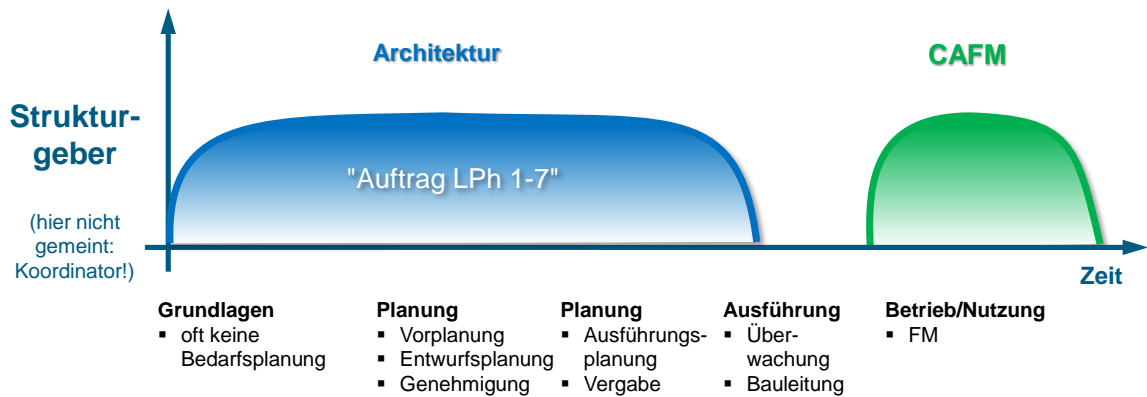 Architektur
CAFM
Struktur-
geber
(hier nicht
gemeint:
Koordinator!)
"Auftrag LPh 1-7"
Zeit
Grundlagen
▪ oft keine
Bedarfsplanung
Planung
▪ Vorplanung
▪ Entwurfsplanung
▪ Genehmigung
Planung
▪ Ausführungs-
planung
▪ Vergabe
Ausführung
▪ Über-
wachung
▪ Bauleitung
Betrieb/Nutzung
▪ FM